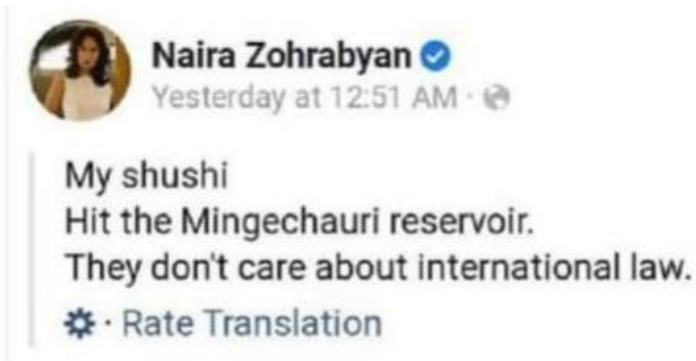 Naira Zohrabyan
Yesterday at 12:51 AM ·
My shushi
Hit the Mingechauri reservoir.
They don't care about international law.
· Rate Translation